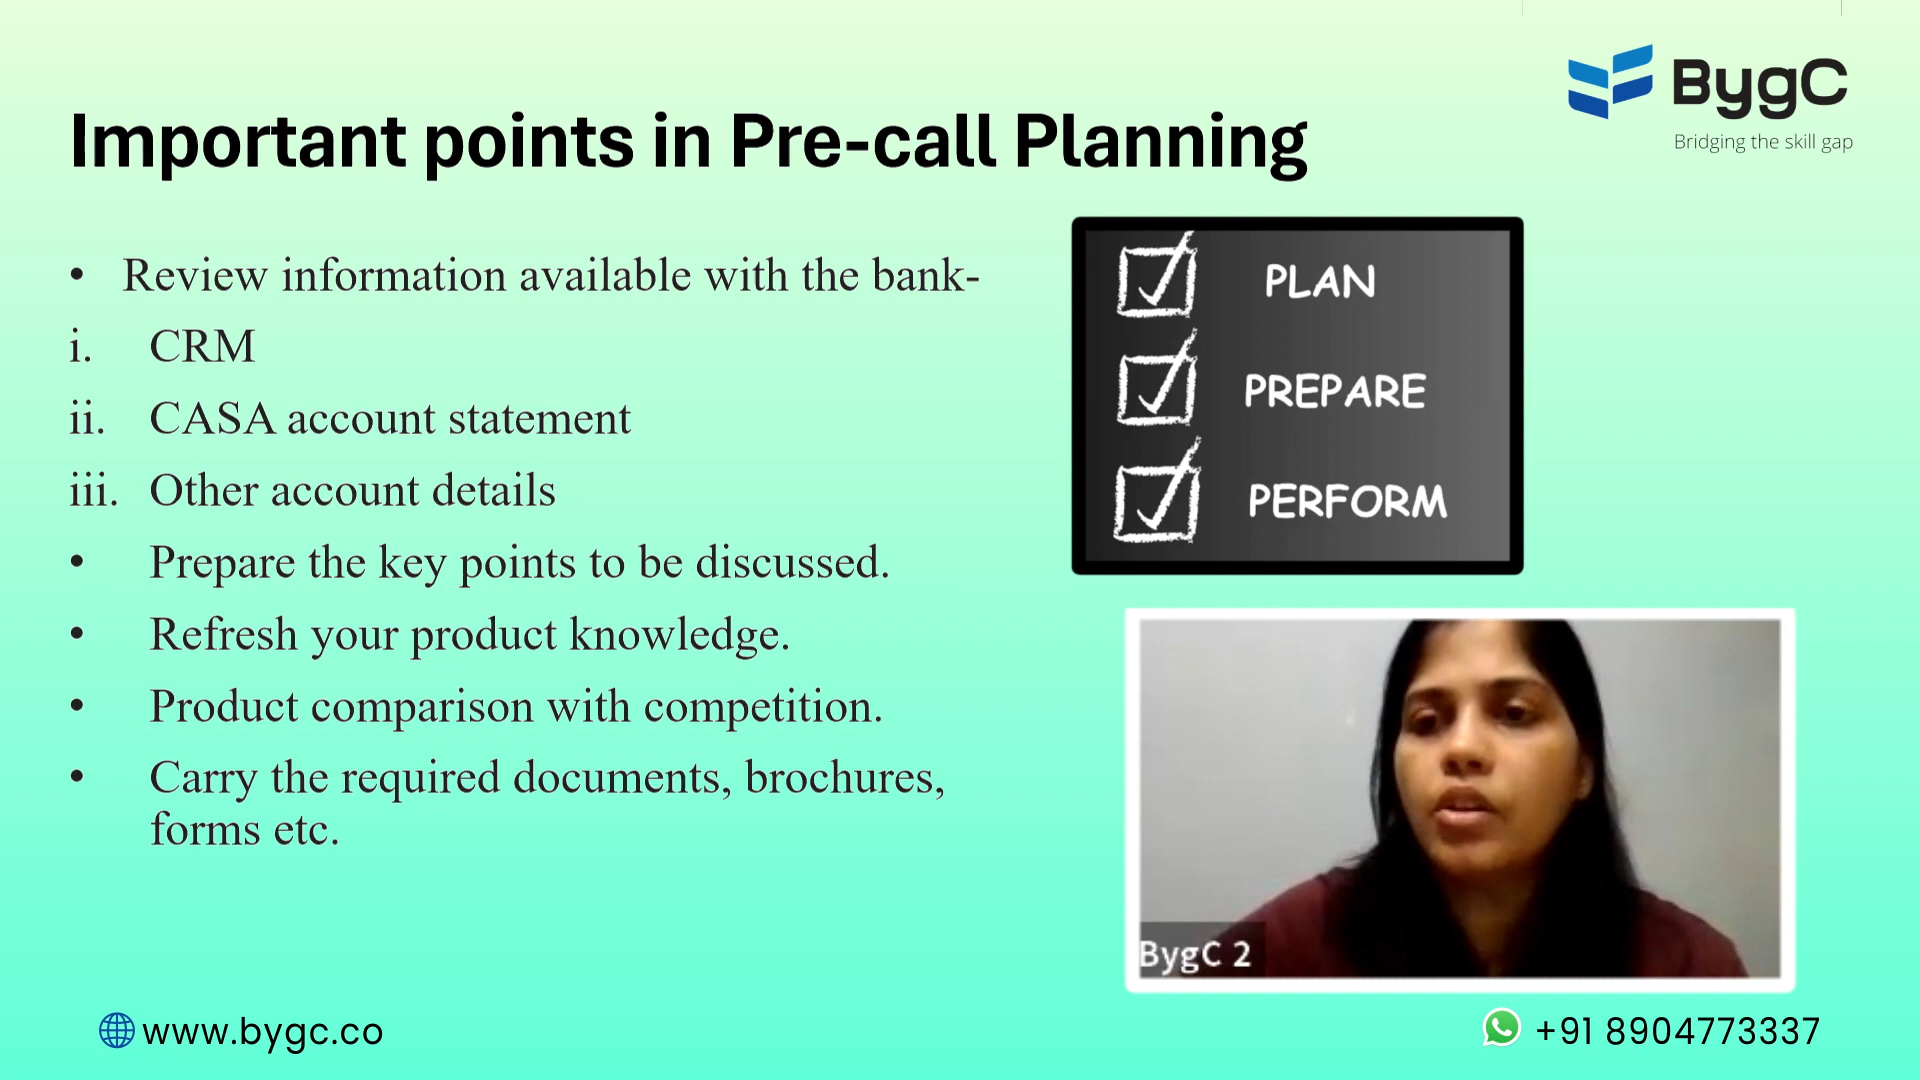 BygC
Bridging the skill gap
Important points in Pre-call Planning
• Review information available with the bank-
i. CRM
ii. CASA account statement
iii. Other account details
• Prepare the key points to be discussed.
• Refresh your product knowledge.
• Product comparison with competition.
• Carry the required documents, brochures,
forms etc.
PLAN
PREPARE
PERFORM
BygC 2
www.bygc.co
+91 8904773337